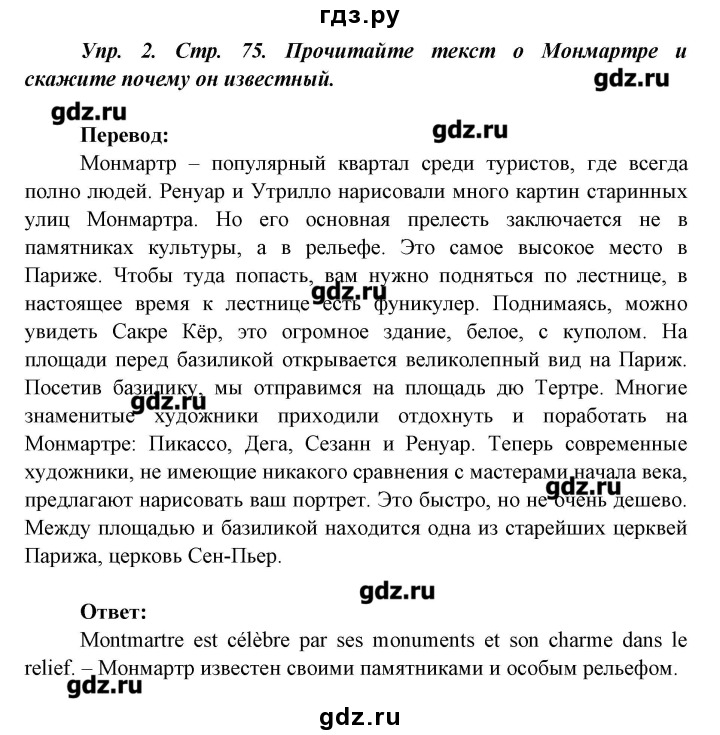 гдз.ру
Упр. 2. Стр. 75. Прочитайте текст о Монмартре и
скажите почему он известный.
gdz.ru
gdz.ru
Перевод:
gdz.ru
Монмартр – популярный квартал среди туристов, где всегда
полно людей. Ренуар и Утрилло нарисовали много картин старинных
улиц Монмартра. Но его основная прелесть заключается не в
памятниках культуры, а в рельефе. Это самое высокое место в
Париже. Чтобы туда попасть, вам нужно подняться по лестнице, в
настоящее время к лестнице есть фуникулер. Поднимаясь, можно
gdz.ru
увидеть Сакре Кёр, это огромное здание, белое, с куполом. На
площади перед базиликой открывается великолепный вид на Париж.
Посетив базилику, мы отправимся на площадь дю Тертре. Многие
gdz.ru
знаменитые художники приходили отдохнуть и поработать на
Монмартре: Пикассо, Дега, Сезанн и Ренуар. Теперь современные
художники, не имеющие никакого сравнения с мастерами начала века,
gdz.ru
предлагают нарисовать ваш портрет. Это быстро, но не очень дешево.
Между площадью и базиликой находится одна из старейших церквей
Парижа, церковь Сен-Пьер.
gdz.ru
Ответ:
Montmartre est célèbre par ses monuments et son charme dans le
relief. – Монмартр известен своими памятниками и особым рельефом.
gdz.ru
gdz.ru